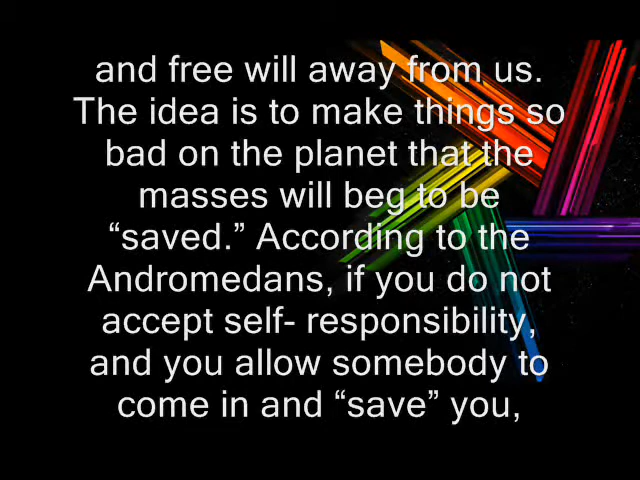 and free will away from us.
The idea is to make things so
bad on the planet that the
masses will beg to be
“saved.” According to the
Andromedans, if you do not
accept self- responsibility,
and you allow somebody to
come in and “save” you,